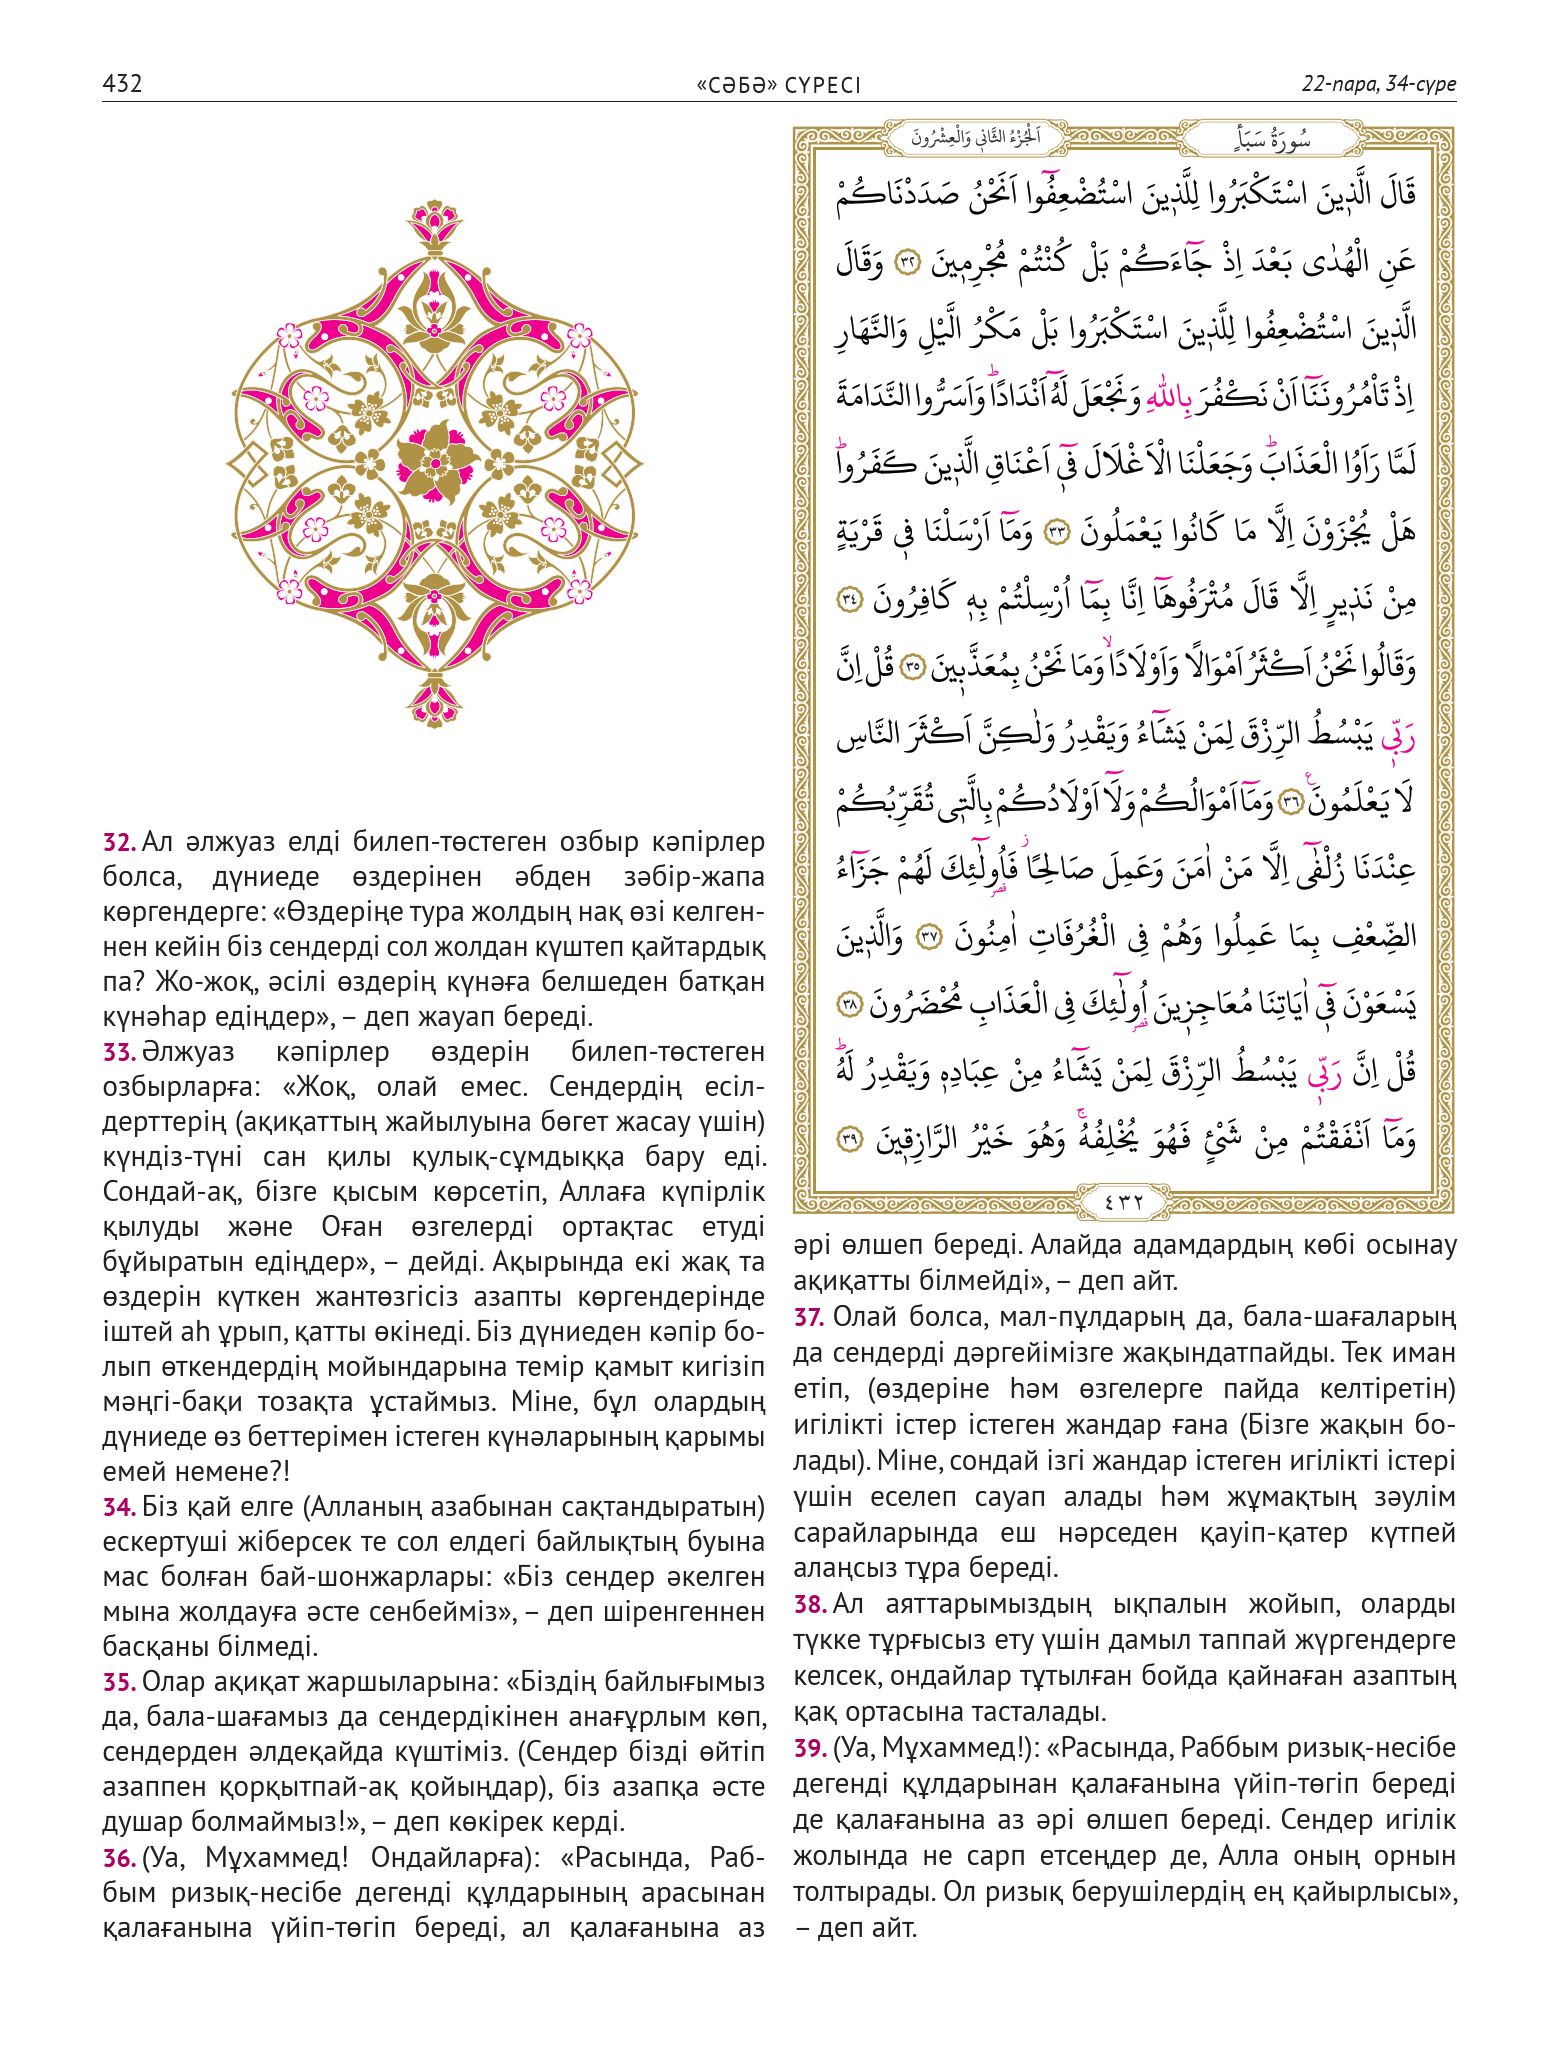 432
«СӘБӘ» СҮРЕСІ
22-пара, 34-сүре
اَلْجُزْءُ الثَّانٖي وَالْعِشْرُونَ
سُورَةُ سَبَأٍ
قَالَ الَّذٖينَ اسْتَكْبَرُوا لِلَّذٖينَ اسْتُضْعِفُٓوا اَنَحْنُ صَدَدْنَاكُمْ
عَنِ الْهُدٰى بَعْدَ اِذْ جَٓاءَكُمْ بَلْ كُنْتُمْ مُجْرِمٖينَ ﴿٣٢﴾ وَقَالَ
الَّذٖينَ اسْتُضْعِفُوا لِلَّذٖينَ اسْتَكْبَرُوا بَلْ مَكْرُ الَّيْلِ وَالنَّهَارِ
اِذْ تَأْمُرُونَنَٓا اَنْ نَكْفُرَ بِاللّٰهِ وَنَجْعَلَ لَهُٓ اَنْدَادًاؕ وَاَسَرُّوا النَّدَامَةَ
لَمَّا رَاَوُا الْعَذَابَؕ وَجَعَلْنَا الْاَغْلَالَ فٖٓي اَعْنَاقِ الَّذٖينَ كَفَرُواؕ
هَلْ يُجْزَوْنَ اِلَّا مَا كَانُوا يَعْمَلُونَ ﴿٣٣﴾ وَمَٓا اَرْسَلْنَا فٖي قَرْيَةٍ
مِنْ نَذٖيرٍ اِلَّا قَالَ مُتْرَفُوهَٓا اِنَّا بِمَٓا اُرْسِلْتُمْ بِهٖ كَافِرُونَ ﴿٣٤﴾
وَقَالُوا نَحْنُ اَكْثَرُ اَمْوَالًا وَاَوْلَادًاۙ وَمَا نَحْنُ بِمُعَذَّبٖينَ ﴿٣٥﴾ قُلْ اِنَّ
رَبّٖي يَبْسُطُ الرِّزْقَ لِمَنْ يَشَٓاءُ وَيَقْدِرُ وَلٰكِنَّ اَكْثَرَ النَّاسِ
لَا يَعْلَمُونَ ﴿٣٦﴾ وَمَٓا اَمْوَالُكُمْ وَلَٓا اَوْلَادُكُمْ بِالَّتٖى تُقَرِّبُكُمْ
عِنْدَنَا زُلْفٰٓى اِلَّا مَنْ اٰمَنَ وَعَمِلَ صَالِحًاؗ فَاُو۬لٰٓئِكَ لَهُمْ جَزَٓاءُ
الضِّعْفِ بِمَا عَمِلُوا وَهُمْ فِى الْغُرُفَاتِ اٰمِنُونَ ﴿٣٧﴾ وَالَّذٖينَ
يَسْعَوْنَ فٖٓي اٰيَاتِنَا مُعَاجِزٖينَ اُو۬لٰٓئِكَ فِى الْعَذَابِ مُحْضَرُونَ ﴿٣٨﴾
قُلْ اِنَّ رَبّٖي يَبْسُطُ الرِّزْقَ لِمَنْ يَشَٓاءُ مِنْ عِبَادِهٖ وَيَقْدِرُ لَهُؕ
وَمَٓا اَنْفَقْتُمْ مِنْ شَيْءٍ فَهُوَ يُخْلِفُهُۚ وَهُوَ خَيْرُ الرَّازِقٖينَ ﴿٣٩﴾
٤٣٢
32. Ал әлжуаз елді билеп-төстеген озбыр кәпірлер
болса, дүниеде өздерінен әбден зәбір-жапа
көргендерге: «Өздеріңе тура жолдың нақ өзі келген-
нен кейін біз сендерді сол жолдан күштеп қайтардық
па? Жо-жоқ, әсілі өздерің күнәға белшеден батқан
күнәһар едіңдер», – деп жауап береді.
33. Әлжуаз кәпірлер өздерін билеп-төстеген
озбырларға: «Жоқ, олай емес. Сендердің есіл-
дерттерің (ақиқаттың жайылуына бөгет жасау үшін)
күндіз-түні сан қилы қулық-сұмдыққа бару еді.
Сондай-ақ, бізге қысым көрсетіп, Аллаға күпірлік
қылуды және Оған өзгелерді ортақтас етуді
бұйыратын едіңдер», – дейді. Ақырында екі жақ та
өздерін күткен жантөзгісіз азапты көргендерінде
іштей аһ ұрып, қатты өкінеді. Біз дүниеден кәпір бо-
лып өткендердің мойындарына темір қамыт кигізіп
мәңгі-бақи тозақта ұстаймыз. Міне, бұл олардың
дүниеде өз беттерімен істеген күнәларының қарымы
емей немене?!
34. Біз қай елге (Алланың азабынан сақтандыратын)
ескертуші жіберсек те сол елдегі байлықтың буына
мас болған бай-шонжарлары: «Біз сендер әкелген
мына жолдауға әсте сенбейміз», – деп шіренгеннен
басқаны білмеді.
35. Олар ақиқат жаршыларына: «Біздің байлығымыз
да, бала-шағамыз да сендердікінен анағұрлым көп,
сендерден әлдеқайда күштіміз. (Сендер бізді өйтіп
азаппен қорқытпай-ақ қойыңдар), біз азапқа әсте
душар болмаймыз!», – деп көкірек керді.
36. (Уа, Мұхаммед! Ондайларға): «Расында, Раб-
бым ризық-несібе дегенді құлдарының арасынан
қалағанына үйіп-төгіп береді, ал қалағанына аз
әрі өлшеп береді. Алайда адамдардың көбі осынау
ақиқатты білмейді», – деп айт.
37. Олай болса, мал-пұлдарың да, бала-шағаларың
да сендерді дәргейімізге жақындатпайды. Тек иман
етіп, (өздеріне һәм өзгелерге пайда келтіретін)
игілікті істер істеген жандар ғана (Бізге жақын бо-
лады). Міне, сондай ізгі жандар істеген игілікті істері
үшін еселеп сауап алады һәм жұмақтың зәулім
сарайларында еш нәрседен қауіп-қатер күтпей
алаңсыз тұра береді.
38. Ал аяттарымыздың ықпалын жойып, оларды
түкке тұрғысыз ету үшін дамыл таппай жүргендерге
келсек, ондайлар тұтылған бойда қайнаған азаптың
қақ ортасына тасталады.
39. (Уа, Мұхаммед!): «Расында, Раббым ризық-несібе
дегенді құлдарынан қалағанына үйіп-төгіп береді
де қалағанына аз әрі өлшеп береді. Сендер игілік
жолында не сарп етсеңдер де, Алла оның орнын
толтырады. Ол ризық берушілердің ең қайырлысы»,
– деп айт.